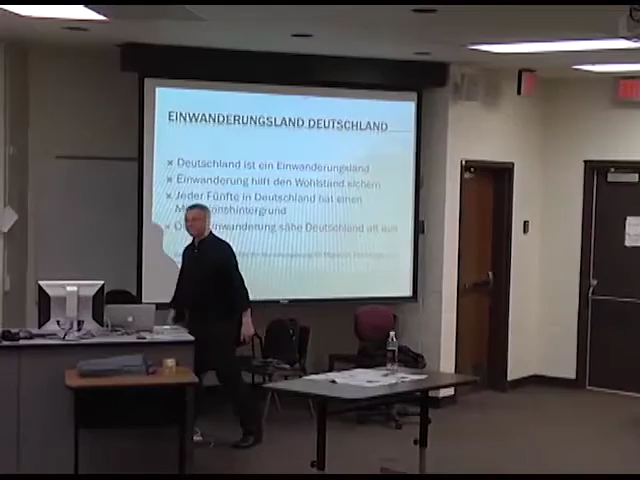 EINWANDERUNGSLAND DEUTSCHLAND
Deutschland ist ein Einwanderungsland
Einwanderung hilft den Wohlstand sichern
Jeder Fünfte in Deutschland hat einen
hintergrund
sähe Deutschland alt aus